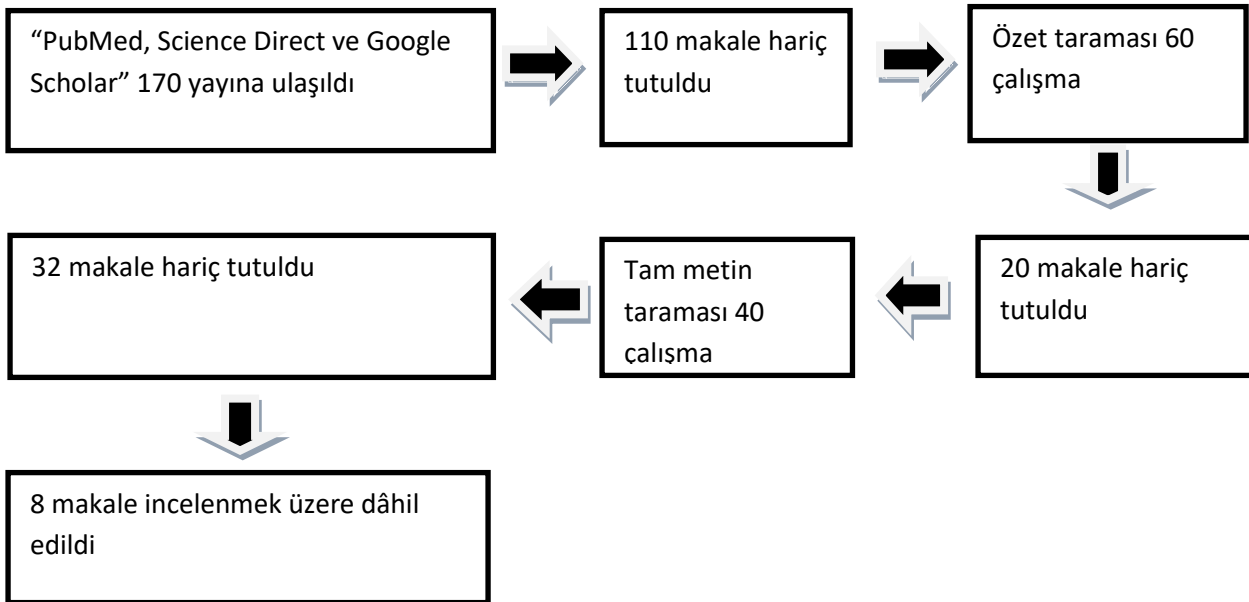 “PubMed, Science Direct ve Google
Scholar” 170 yayına ulaşıldı
110 makale hariç
tutuldu
Özet taraması 60
çalışma
20 makale hariç
tutuldu
Tam metin
taraması 40
çalışma
32 makale hariç tutuldu
8 makale incelenmek üzere dâhil
edildi